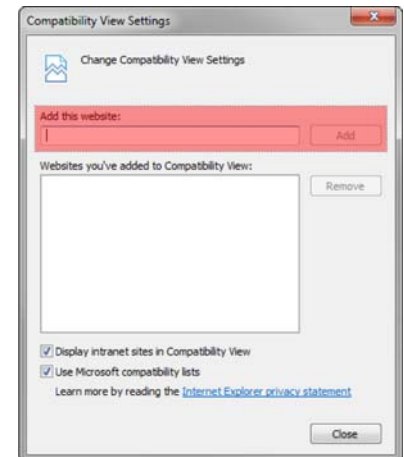 Compatibility View Settings
Change Compatibility View Settings
Add this website:
Add
Websites you've added to Compatibility View:
Remove
Display intranet sites in Compatibility View
Use Microsoft compatibility lists
Learn more by reading the Internet Explorer privacy statement
Close